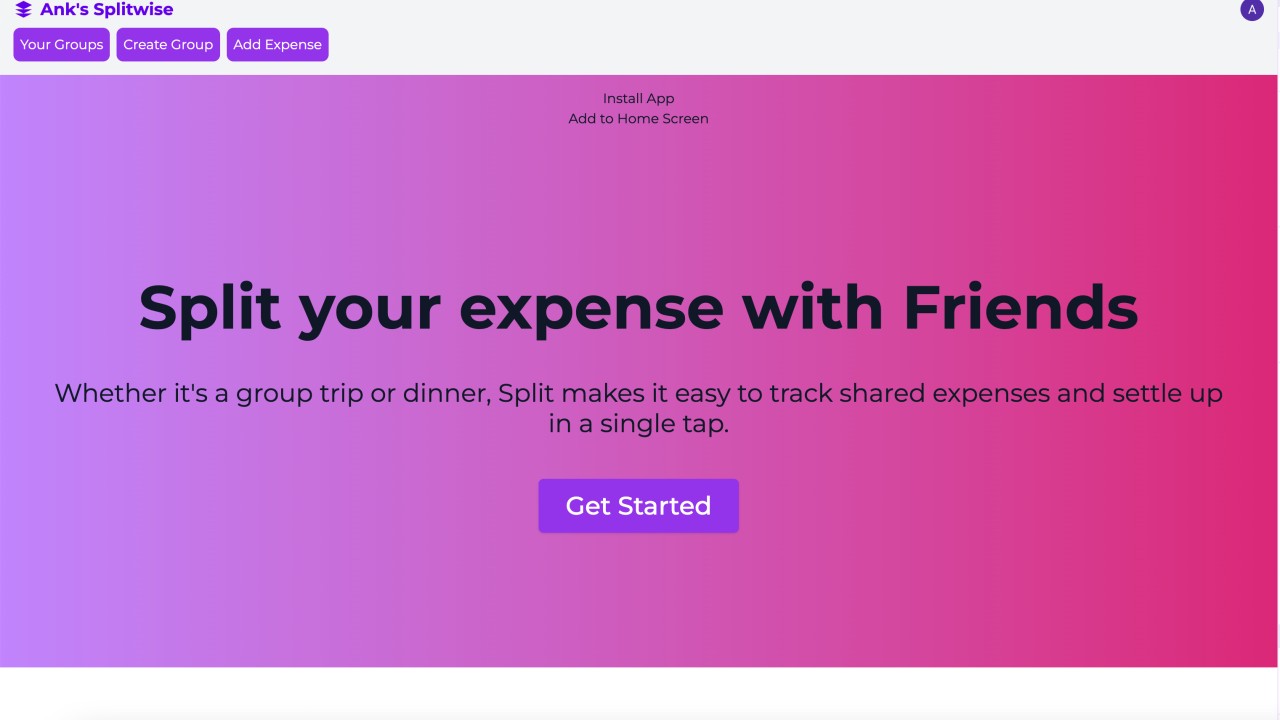 Ank's Splitwise
A
Your Groups Create Group Add Expense
Install App
Add to Home Screen
Split your expense with Friends
Whether it's a group trip or dinner, Split makes it easy to track shared expenses and settle up
in a single tap.
Get Started